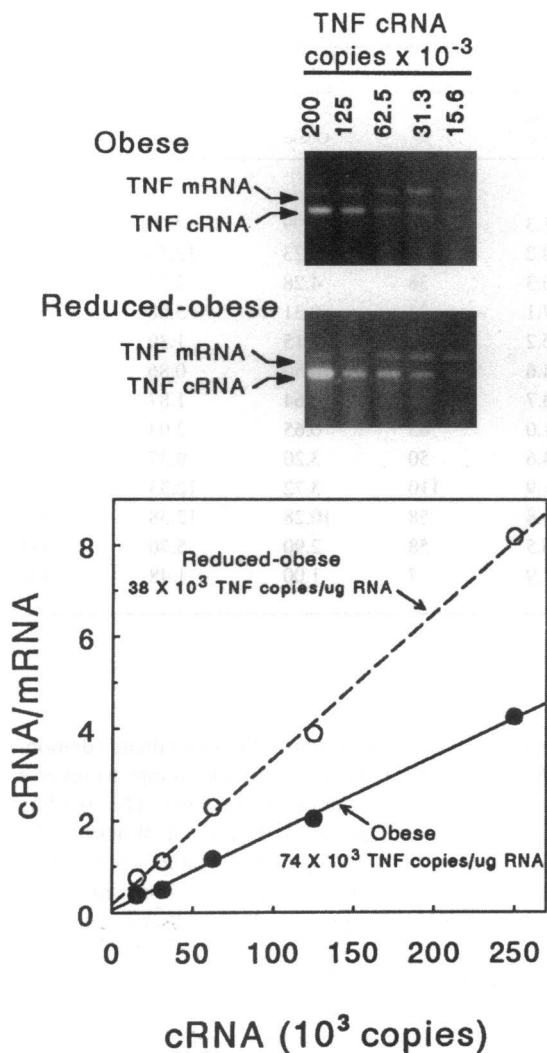 TNF cRNA
copies x 10⁻³
200 125 62.5 31.3 15.6
Obese
TNF mRNA
TNF cRNA
Reduced-obese
TNF mRNA
TNF cRNA
8
6
4
2
0
cRNA/mRNA
Reduced-obese
38 X 10³ TNF copies/ug RNA
Obese
74 X 10³ TNF copies/ug RNA
0 50 100 150 200 250
cRNA (10³ copies)